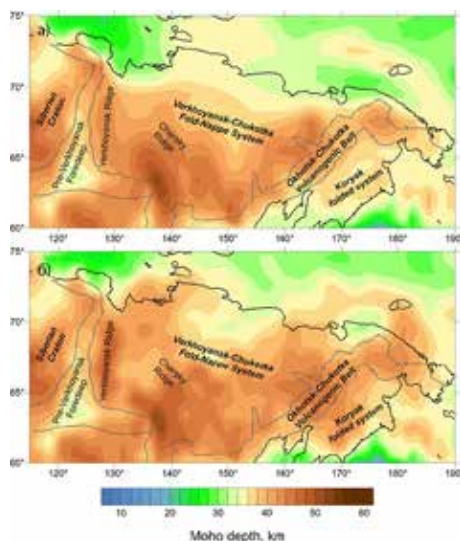 75°
a)
70°
65°
60°
Siberian Craton
Pre-Verkhoyansk Foredeep
Verkhoyansk Ridge
Chersky Ridge
Verkhoyansk-Chukotka
Fold-Nappe System
Okhotsk-Chukotka
Volcanogenic Belt
Koryak
folded system
120° 130° 140° 150° 160° 170° 180° 190°
75°
б)
70°
65°
60°
Siberian Craton
Pre-Verkhoyansk Foredeep
Verkhoyansk Ridge
Chersky Ridge
Verkhoyansk-Chukotka
Fold-Nappe System
Okhotsk-Chukotka
Volcanogenic Belt
Koryak
folded system
120° 130° 140° 150° 160° 170° 180° 190°
10 20 30 40 50 60
Moho depth, km